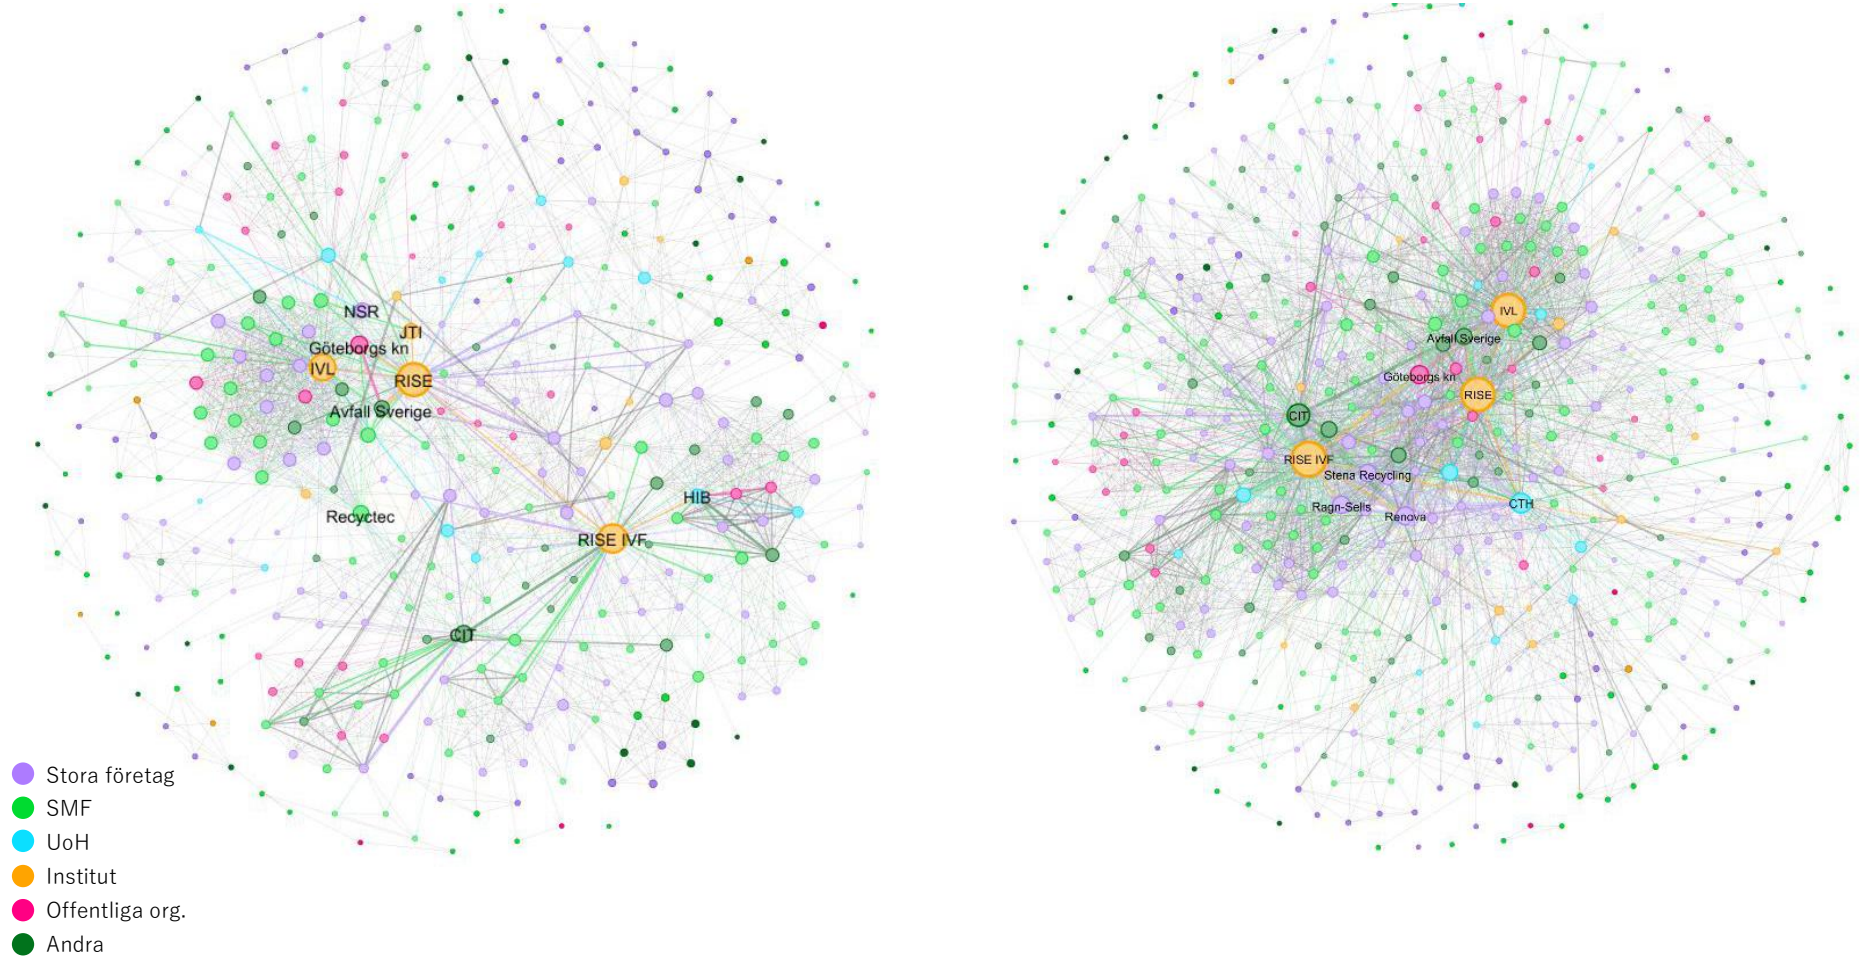 NSR
JTI
Göteborgs kn
IVL
RISE
Avfall Sverige
Recyctec
HIB
RISE IVF
CIT
IVL
Avfall Sverige
Göteborgs kn
RISE
CIT
RISE IVF
Stena Recycling
Ragn-Sells
Renova
CTH
Stora företag
SMF
UoH
Institut
Offentliga org.
Andra